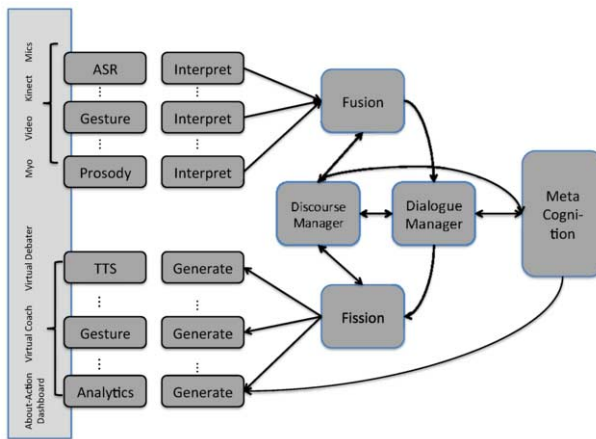 Mics
Kinect
Video
Myo
ASR
Interpret
Gesture
Interpret
Prosody
Interpret
Fusion
Discourse
Manager
Dialogue
Manager
Meta
Cogni-
tion
Virtual Debater
Virtual Coach
About-Action
Dashboard
TTS
Generate
Gesture
Generate
Analytics
Generate
Fission